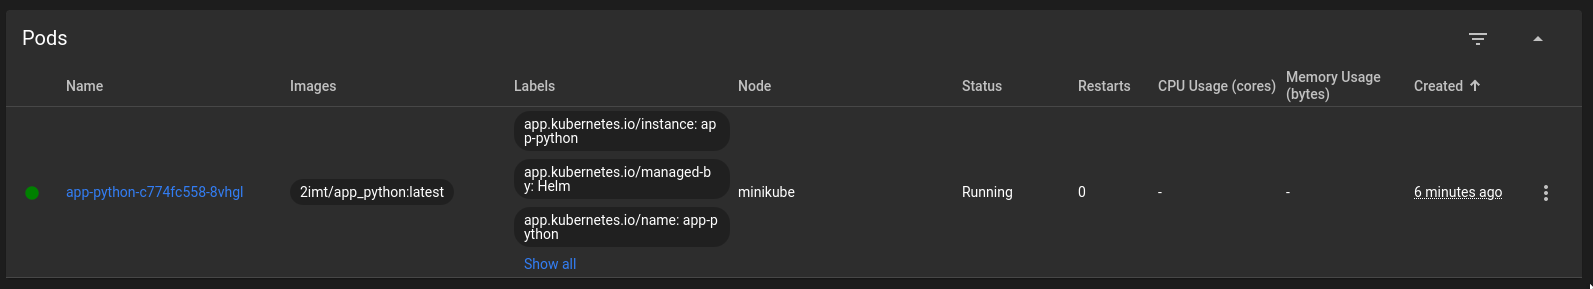 Pods
Name Images Labels Node Status Restarts CPU Usage (cores) Memory Usage
(bytes) Created
app.kubernetes.io/instance: ap
p-python
app.kubernetes.io/managed-b
y: Helm
app-python-c774fc558-8vhgl 2imt/app_python:latest minikube Running 0 - - 6 minutes ago
app.kubernetes.io/name: app-p
ython
Show all